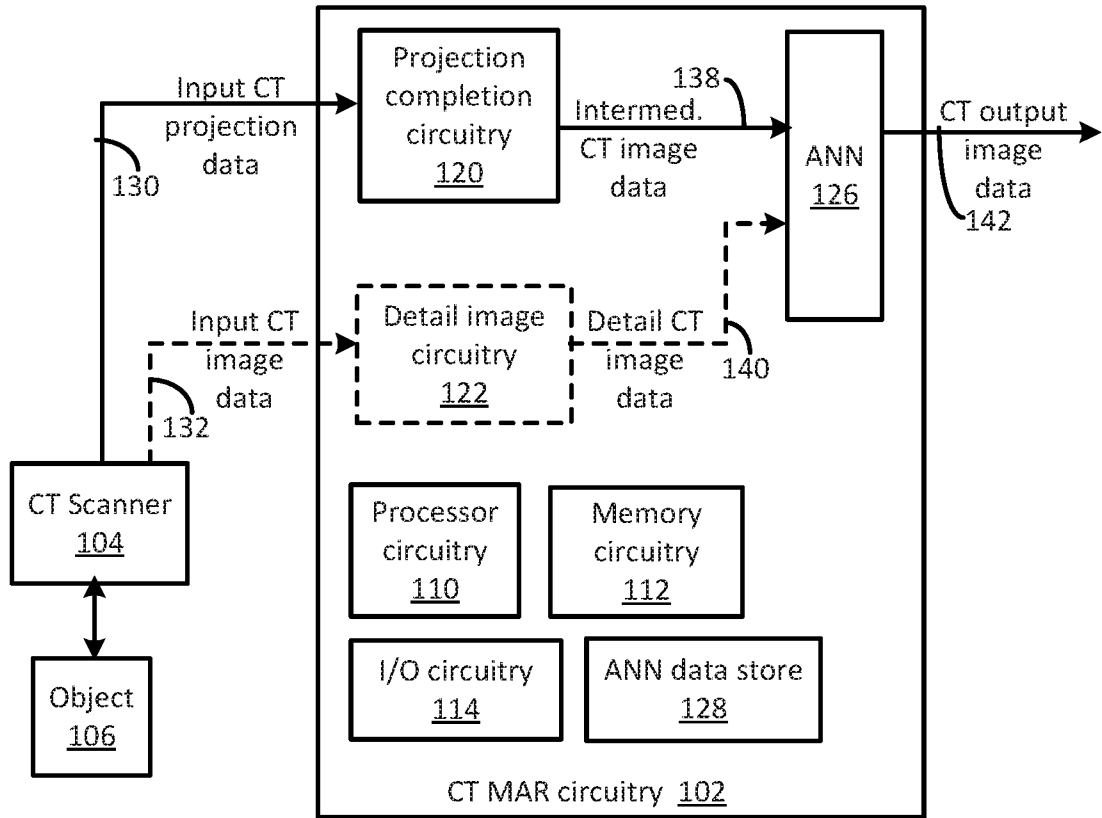 Input CT
projection
data
130
Projection
completion
circuitry
120
138
Intermed.
CT image
data
ANN
126
CT output
image
data
142
Input CT
image
data
132
Detail image
circuitry
122
Detail CT
image
data
140
CT Scanner
104
Object
106
Processor
circuitry
110
Memory
circuitry
112
I/O circuitry
114
ANN data store
128
CT MAR circuitry 102